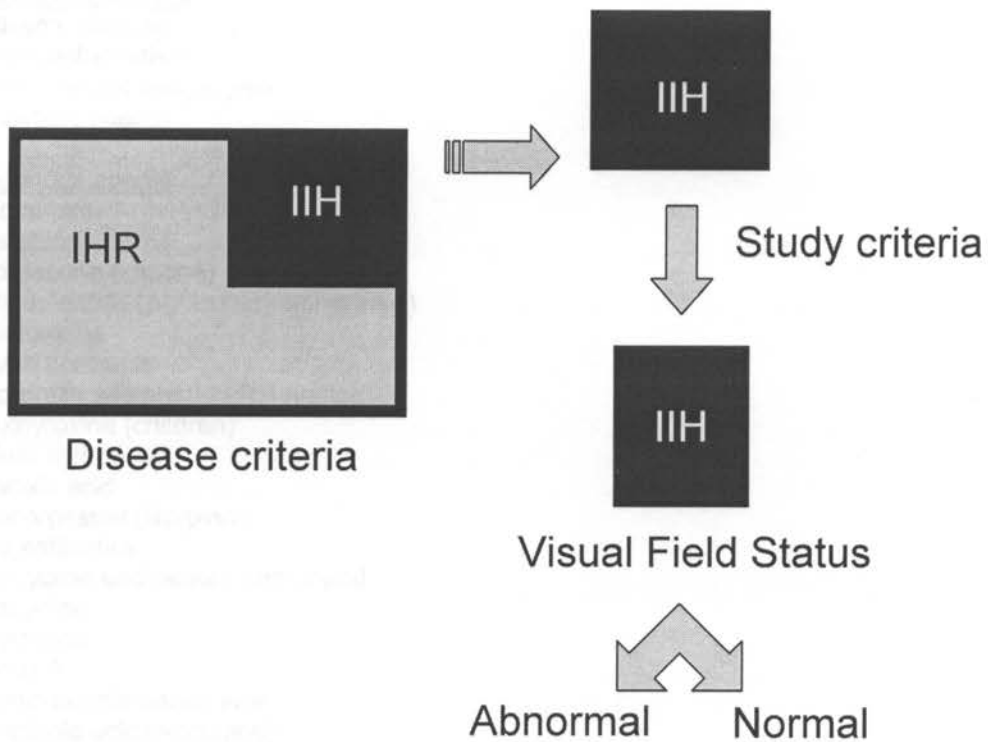 IIH
IIH
IHR
Study criteria
Disease criteria
IIH
Visual Field Status
Abnormal Normal